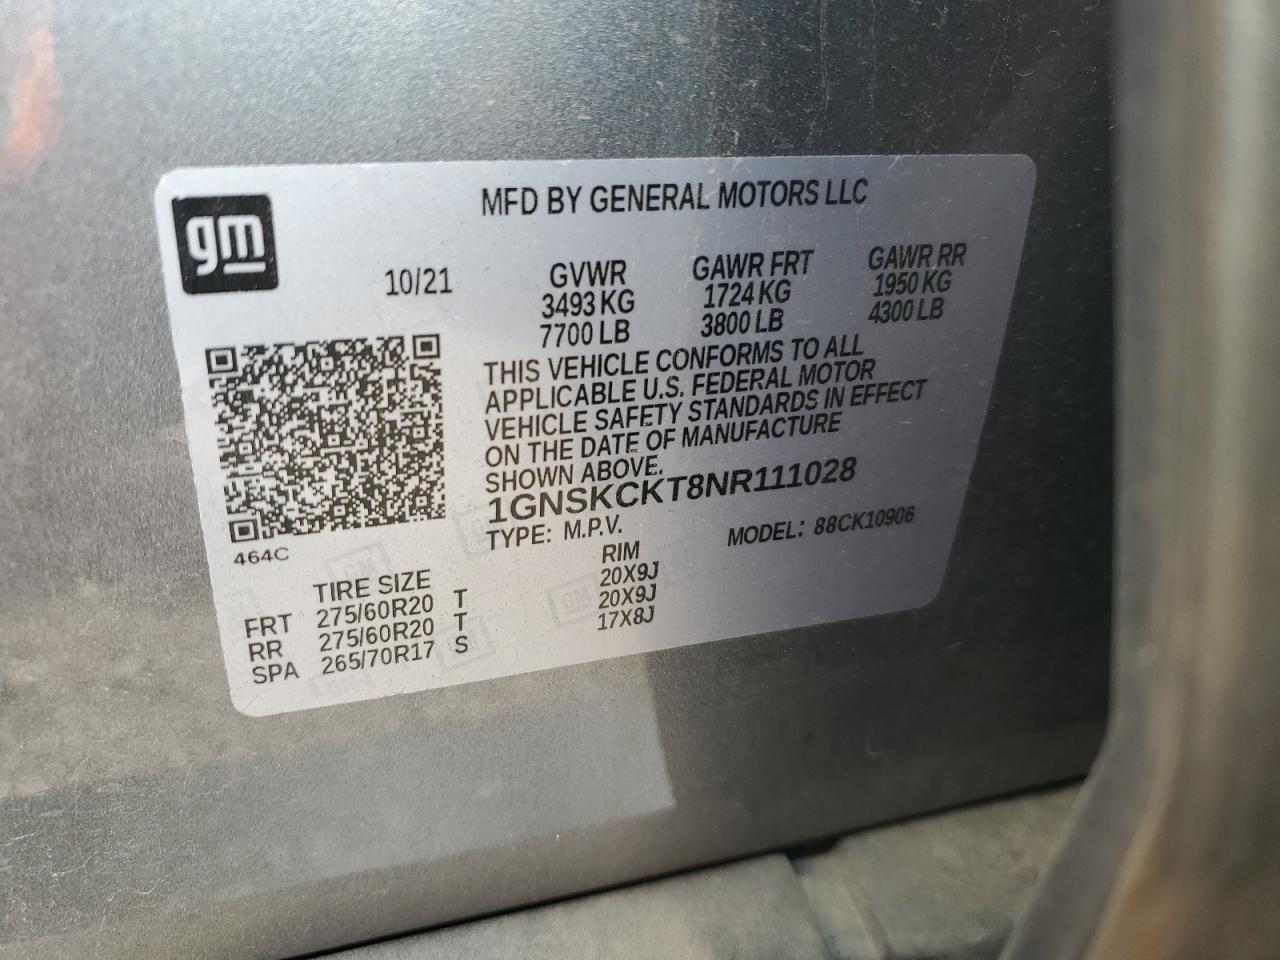 gm
MFD BY GENERAL MOTORS LLC
10/21
GVWR GAWR FRT GAWR RR
3493 KG 1724 KG 1950 KG
7700 LB 3800 LB 4300 LB
THIS VEHICLE CONFORMS TO ALL
APPLICABLE U.S. FEDERAL MOTOR
VEHICLE SAFETY STANDARDS IN EFFECT
ON THE DATE OF MANUFACTURE
SHOWN ABOVE.
1GNSKCKT8NR111028
TYPE: M.P.V. MODEL: 88CK10906
464C
TIRE SIZE RIM
FRT 275/60R20 T 20X9J
RR 275/60R20 T 20X9J
SPA 265/70R17 S 17X8J